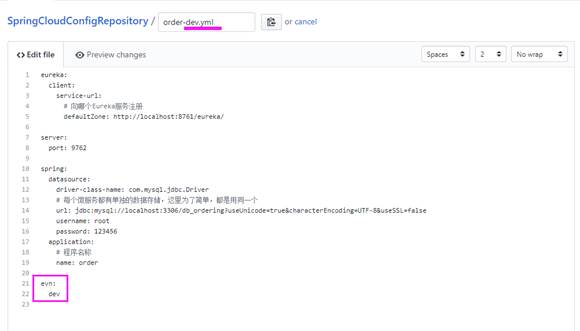 SpringCloudConfigRepository / order-dev.yml or cancel
Edit file Preview changes Spaces 2 No wrap
1 eureka:
2 client:
3 service-url:
4 # 向哪个Eureka服务注册
5 defaultZone: http://localhost:8761/eureka/
6
7 server:
8 port: 9762
9
10 spring:
11 datasource:
12 driver-class-name: com.mysql.jdbc.Driver
13 # 每个微服务都有单独的数据存储，这里为了简单，都是用同一个
14 url: jdbc:mysql://localhost:3306/db_ordering?useUnicode=true&characterEncoding=UTF-8&useSSL=false
15 username: root
16 password: 123456
17 application:
18 # 程序名称
19 name: order
20
21 evn:
22 dev
23